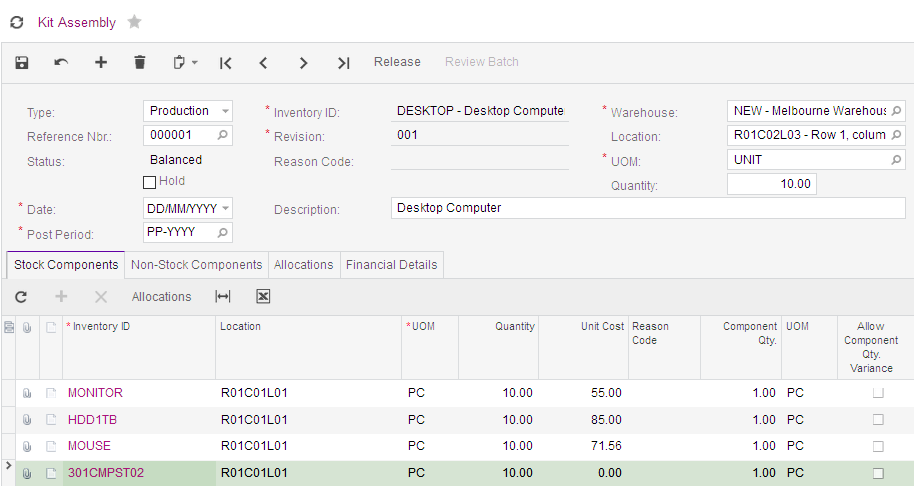 Kit Assembly
Release Review Batch
Type: Production * Inventory ID: DESKTOP - Desktop Computer * Warehouse: NEW - Melbourne Warehous
Reference Nbr.: 000001 * Revision: 001 Location: R01C02L03 - Row 1, colum
Status: Balanced Reason Code: * UOM: UNIT
Hold Quantity: 10.00
* Date: DD/MM/YYYY Description: Desktop Computer
* Post Period: PP-YYYY
Stock Components Non-Stock Components Allocations Financial Details
Allocations
* Inventory ID Location * UOM Quantity Unit Cost Reason Code Component Qty. UOM Allow Component Qty. Variance
MONITOR R01C01L01 PC 10.00 55.00 1.00 PC
HDD1TB R01C01L01 PC 10.00 85.00 1.00 PC
MOUSE R01C01L01 PC 10.00 71.56 1.00 PC
301CMPST02 R01C01L01 PC 10.00 0.00 1.00 PC